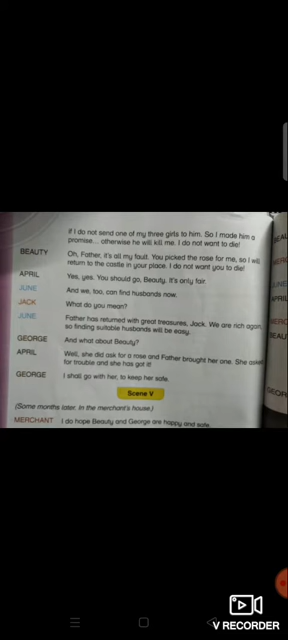 if I do not send one of my three girls to him. So I made him a
promise... otherwise he will kill me. I do not want to die!
BEAUTY Oh, Father, it's all my fault. You picked the rose for me, so I will
return to the castle in your place. I do not want you to die!
APRIL Yes, yes. You should go, Beauty. It's only fair.
JUNE And we, too, can find husbands now.
JACK What do you mean?
JUNE Father has returned with great treasures, Jack. We are rich again,
so finding suitable husbands will be easy.
GEORGE And what about Beauty?
APRIL Well, she did ask for a rose and Father brought her one. She asked
for trouble and she has got it!
GEORGE I shall go with her, to keep her safe.
Scene V
(Some months later. In the merchant's house.)
MERCHANT I do hope Beauty and George are happy and safe.
BEAU
JUNE
APRIL
MERC
BEAU
GEOR
V RECORDER